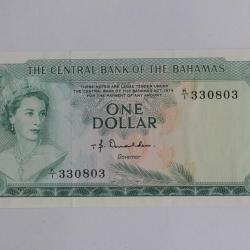 THE CENTRAL BANK OF THE BAHAMAS
THESE NOTES ARE LEGAL TENDER UNDER
THE CENTRAL BANK OF THE BAHAMAS ACT 1974
FOR THE PAYMENT OF ANY AMOUNT
A/1 330803
ONE
DOLLAR
T. B. Donaldson
Governor
A/1 330803